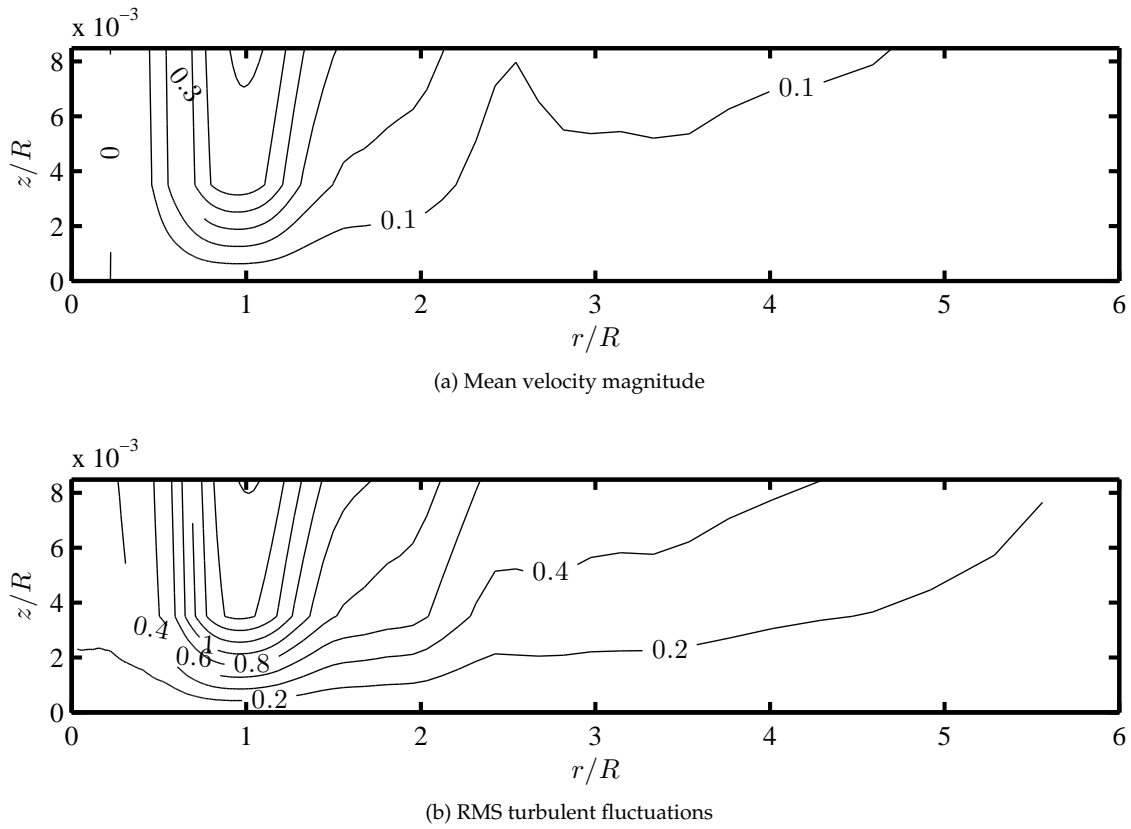 x 10⁻³
8
6
4
2
0
z/R
0.3
0
0.1
0.1
0 1 2 3 4 5 6
r/R
(a) Mean velocity magnitude
x 10⁻³
8
6
4
2
0
z/R
0.4
0.4
1
0.6
0.8
0.2
0.2
0 1 2 3 4 5 6
r/R
(b) RMS turbulent fluctuations